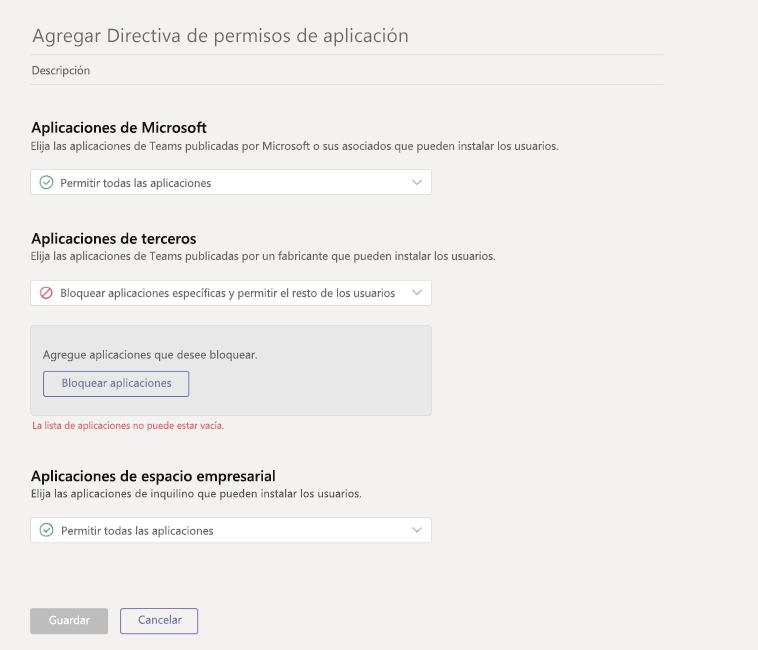 Agregar Directiva de permisos de aplicación
Descripción
Aplicaciones de Microsoft
Elija las aplicaciones de Teams publicadas por Microsoft o sus asociados que pueden instalar los usuarios.
Permitir todas las aplicaciones
Aplicaciones de terceros
Elija las aplicaciones de Teams publicadas por un fabricante que pueden instalar los usuarios.
Bloquear aplicaciones específicas y permitir el resto de los usuarios
Agregue aplicaciones que desee bloquear.
Bloquear aplicaciones
La lista de aplicaciones no puede estar vacía.
Aplicaciones de espacio empresarial
Elija las aplicaciones de inquilino que pueden instalar los usuarios.
Permitir todas las aplicaciones
Guardar Cancelar